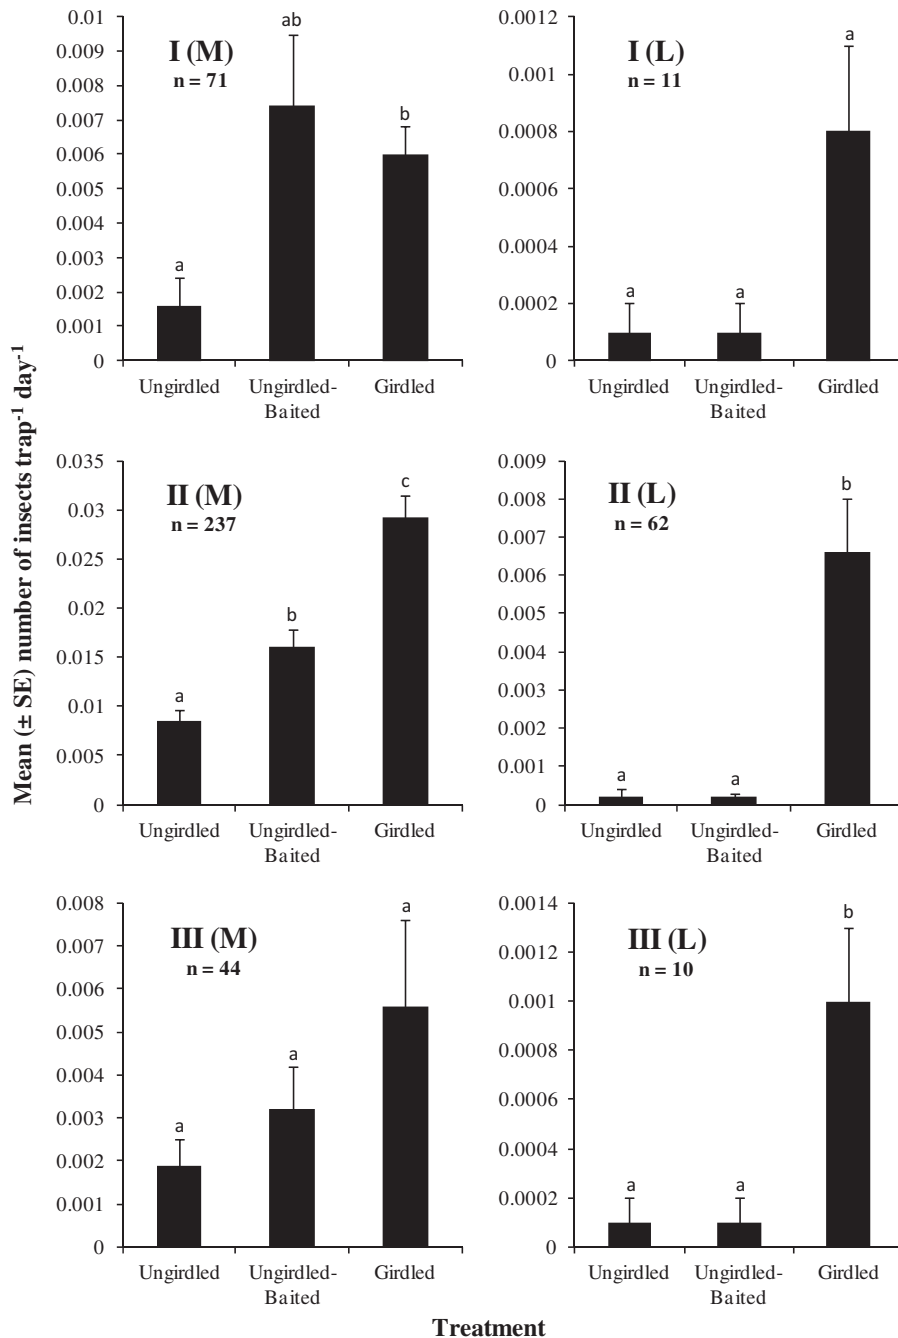 Mean (± SE) number of insects trap-1 day-1
0.01
0.009
0.008
0.007
0.006
0.005
0.004
0.003
0.002
0.001
0
I (M)
n = 71
a
ab
b
Ungirdled
Ungirdled-
Baited
Girdled
0.0012
0.001
0.0008
0.0006
0.0004
0.0002
0
I (L)
n = 11
a
a
a
Ungirdled
Ungirdled-
Baited
Girdled
0.035
0.03
0.025
0.02
0.015
0.01
0.005
0
II (M)
n = 237
a
b
c
Ungirdled
Ungirdled-
Baited
Girdled
0.009
0.008
0.007
0.006
0.005
0.004
0.003
0.002
0.001
0
II (L)
n = 62
a
a
b
Ungirdled
Ungirdled-
Baited
Girdled
0.008
0.007
0.006
0.005
0.004
0.003
0.002
0.001
0
III (M)
n = 44
a
a
a
Ungirdled
Ungirdled-
Baited
Girdled
0.0014
0.0012
0.001
0.0008
0.0006
0.0004
0.0002
0
III (L)
n = 10
a
a
b
Ungirdled
Ungirdled-
Baited
Girdled
Treatment